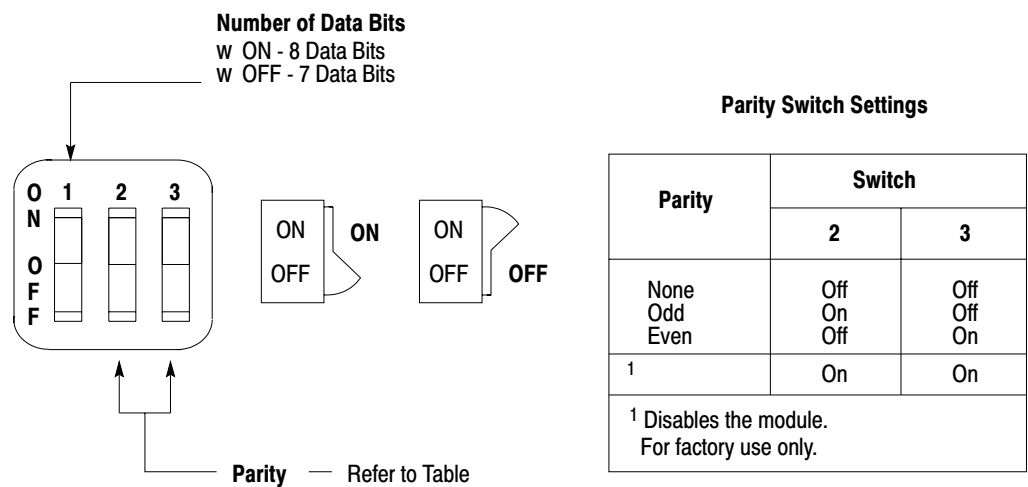 Number of Data Bits
w ON - 8 Data Bits
w OFF - 7 Data Bits
ON 1 2 3
OFF
ON
OFF
ON
ON
OFF
OFF
Parity — Refer to Table
Parity Switch Settings
Parity Switch
2 3
None Off Off
Odd On Off
Even Off On
1 On On
1 Disables the module.
For factory use only.